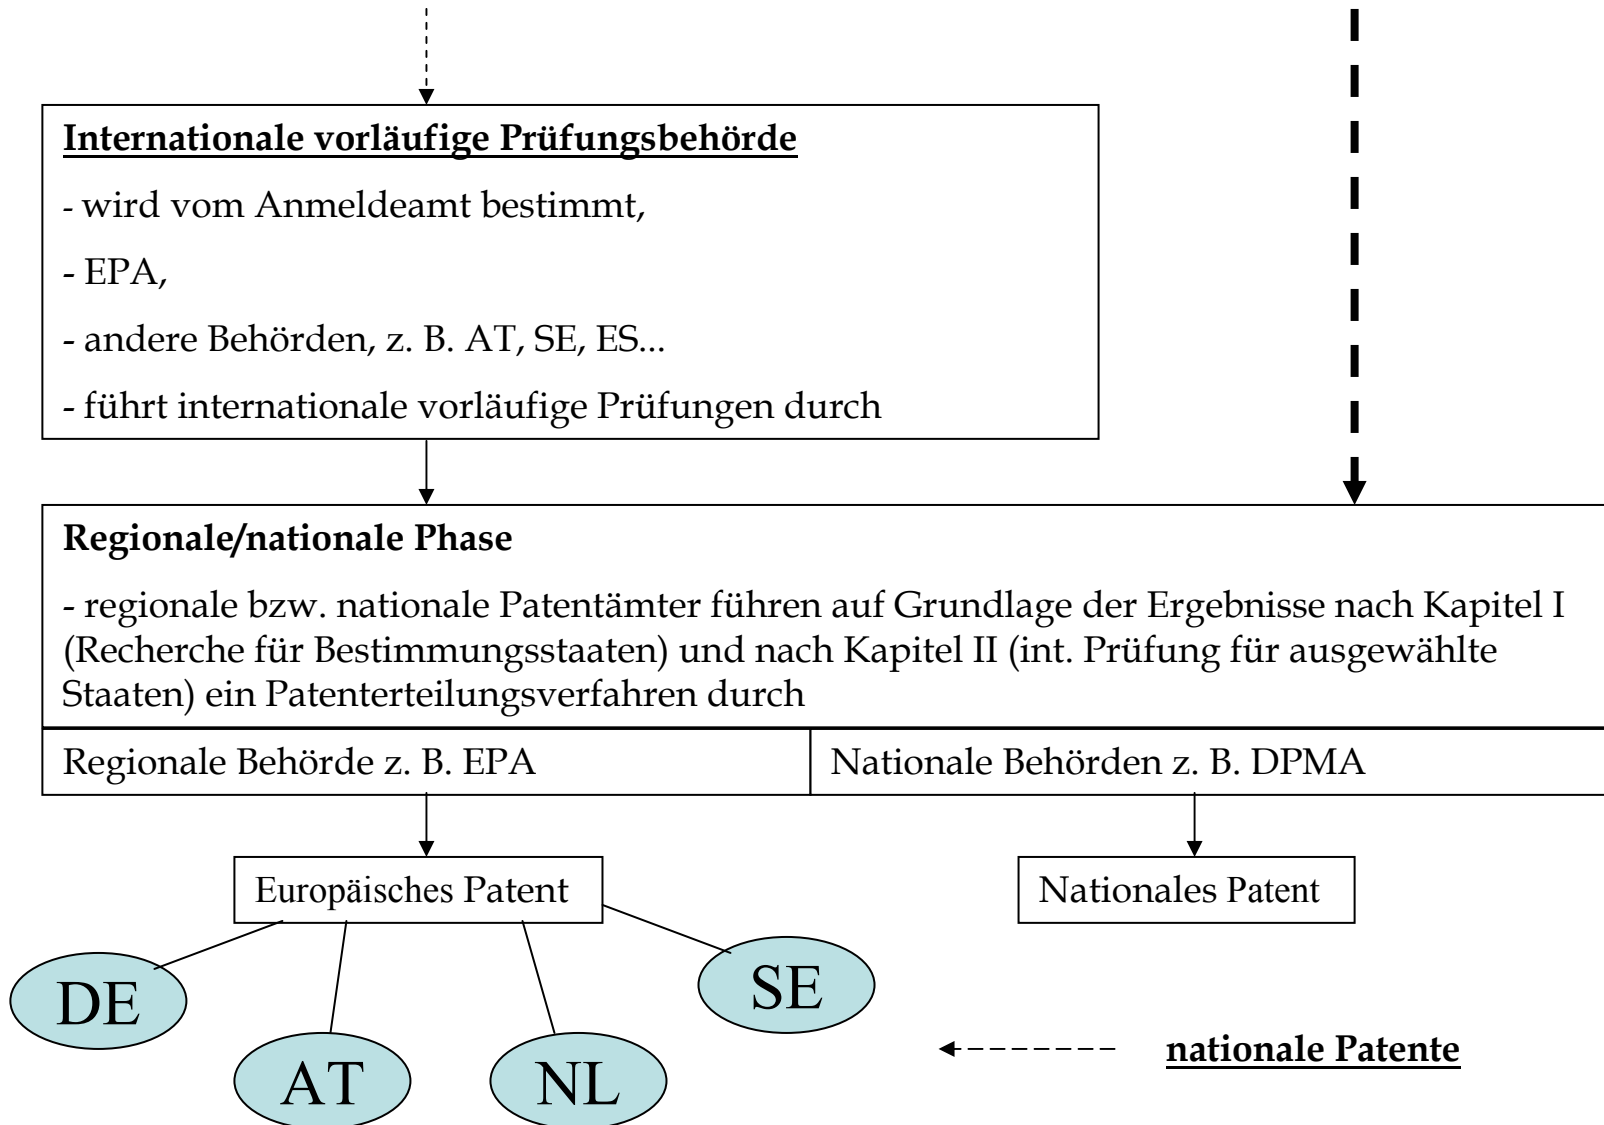 Internationale vorläufige Prüfungsbehörde
- wird vom Anmeldeamt bestimmt,
- EPA,
- andere Behörden, z. B. AT, SE, ES...
- führt internationale vorläufige Prüfungen durch
Regionale/nationale Phase
- regionale bzw. nationale Patentämter führen auf Grundlage der Ergebnisse nach Kapitel I
(Recherche für Bestimmungsstaaten) und nach Kapitel II (int. Prüfung für ausgewählte
Staaten) ein Patenterteilungsverfahren durch
Regionale Behörde z. B. EPA
Nationale Behörden z. B. DPMA
Europäisches Patent
Nationales Patent
DE
AT
NL
SE
nationale Patente